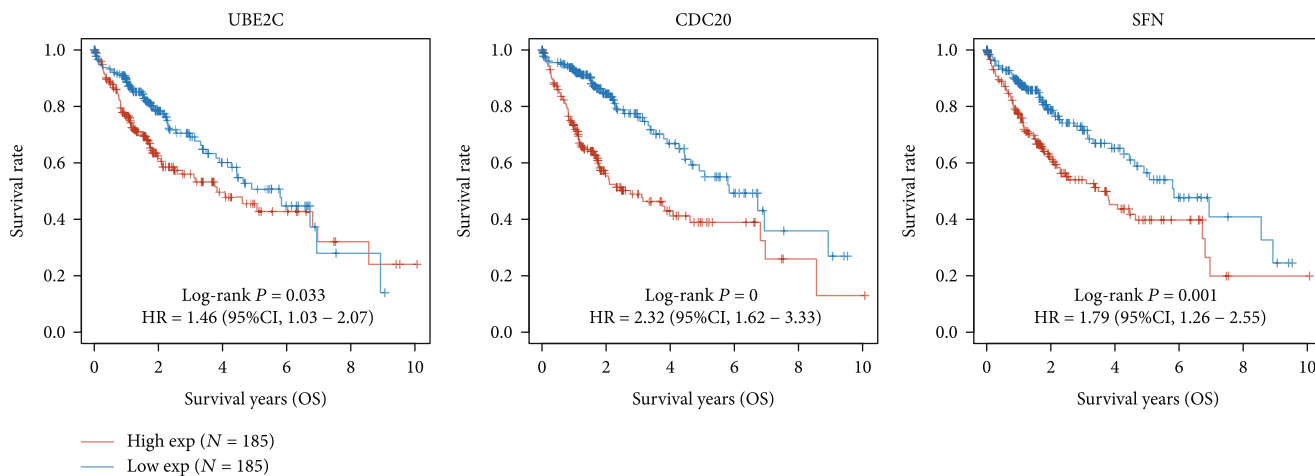 UBE2C
1.0
0.8
0.6
0.4
0.2
0.0
Survival rate
Log-rank P = 0.033
HR = 1.46 (95%CI, 1.03 − 2.07)
0 2 4 6 8 10
Survival years (OS)
CDC20
1.0
0.8
0.6
0.4
0.2
0.0
Survival rate
Log-rank P = 0
HR = 2.32 (95%CI, 1.62 − 3.33)
0 2 4 6 8 10
Survival years (OS)
SFN
1.0
0.8
0.6
0.4
0.2
0.0
Survival rate
Log-rank P = 0.001
HR = 1.79 (95%CI, 1.26 − 2.55)
0 2 4 6 8 10
Survival years (OS)
High exp (N = 185)
Low exp (N = 185)